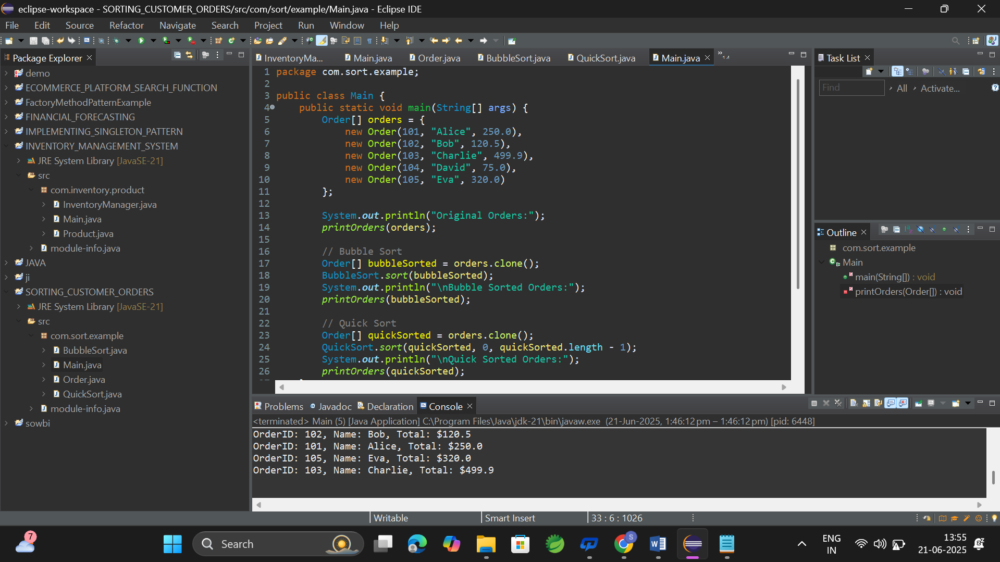 eclipse-workspace - SORTING_CUSTOMER_ORDERS/src/com/sort/example/Main.java - Eclipse IDE
File Edit Source Refactor Navigate Search Project Run Window Help
Package Explorer
demo
ECOMMERCE_PLATFORM_SEARCH_FUNCTION
FactoryMethodPatternExample
FINANCIAL_FORECASTING
IMPLEMENTING_SINGLETON_PATTERN
INVENTORY_MANAGEMENT_SYSTEM
JRE System Library [JavaSE-21]
src
com.inventory.product
InventoryManager.java
Main.java
Product.java
module-info.java
JAVA
ji
SORTING_CUSTOMER_ORDERS
JRE System Library [JavaSE-21]
src
com.sort.example
BubbleSort.java
Main.java
Order.java
QuickSort.java
module-info.java
sowbi
InventoryMa... Main.java Order.java BubbleSort.java QuickSort.java Main.java »14
1 package com.sort.example;
2
3 public class Main {
4 public static void main(String[] args) {
5 Order[] orders = {
6 new Order(101, "Alice", 250.0),
7 new Order(102, "Bob", 120.5),
8 new Order(103, "Charlie", 499.9),
9 new Order(104, "David", 75.0),
10 new Order(105, "Eva", 320.0)
11 };
12
13 System.out.println("Original Orders:");
14 printOrders(orders);
15
16 // Bubble Sort
17 Order[] bubbleSorted = orders.clone();
18 BubbleSort.sort(bubbleSorted);
19 System.out.println("\nBubble Sorted Orders:");
20 printOrders(bubbleSorted);
21
22 // Quick Sort
23 Order[] quickSorted = orders.clone();
24 QuickSort.sort(quickSorted, 0, quickSorted.length - 1);
25 System.out.println("\nQuick Sorted Orders:");
26 printOrders(quickSorted);
Task List
Find All Activate...
Outline
com.sort.example
Main
main(String[]) : void
printOrders(Order[]) : void
Problems Javadoc Declaration Console
<terminated> Main (5) [Java Application] C:\Program Files\Java\jdk-21\bin\javaw.exe (21-Jun-2025, 1:46:12 pm – 1:46:12 pm) [pid: 6448]
OrderID: 102, Name: Bob, Total: $120.5
OrderID: 101, Name: Alice, Total: $250.0
OrderID: 105, Name: Eva, Total: $320.0
OrderID: 103, Name: Charlie, Total: $499.9
Writable Smart Insert 33 : 6 : 1026
7
Search
S
W
ENG
IN
13:55
21-06-2025